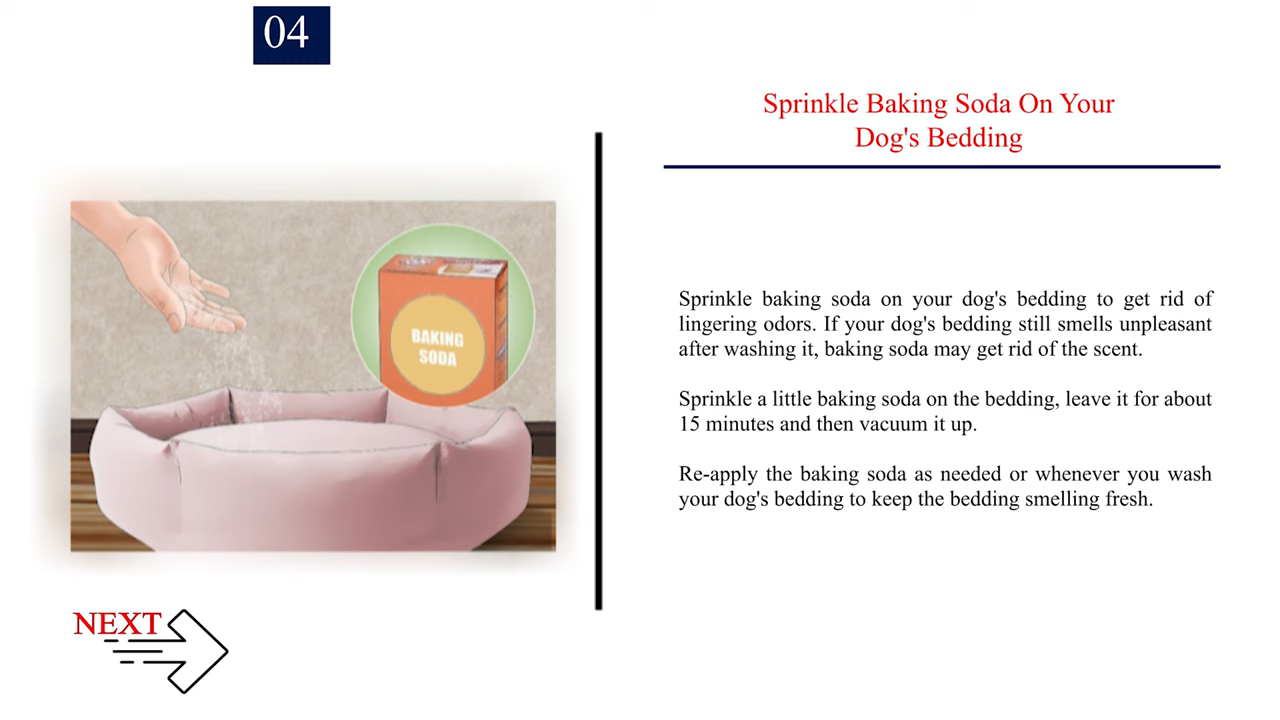 04
Sprinkle Baking Soda On Your
Dog's Bedding
BAKING
SODA
Sprinkle baking soda on your dog's bedding to get rid of
lingering odors. If your dog's bedding still smells unpleasant
after washing it, baking soda may get rid of the scent.
Sprinkle a little baking soda on the bedding, leave it for about
15 minutes and then vacuum it up.
Re-apply the baking soda as needed or whenever you wash
your dog's bedding to keep the bedding smelling fresh.
NEXT